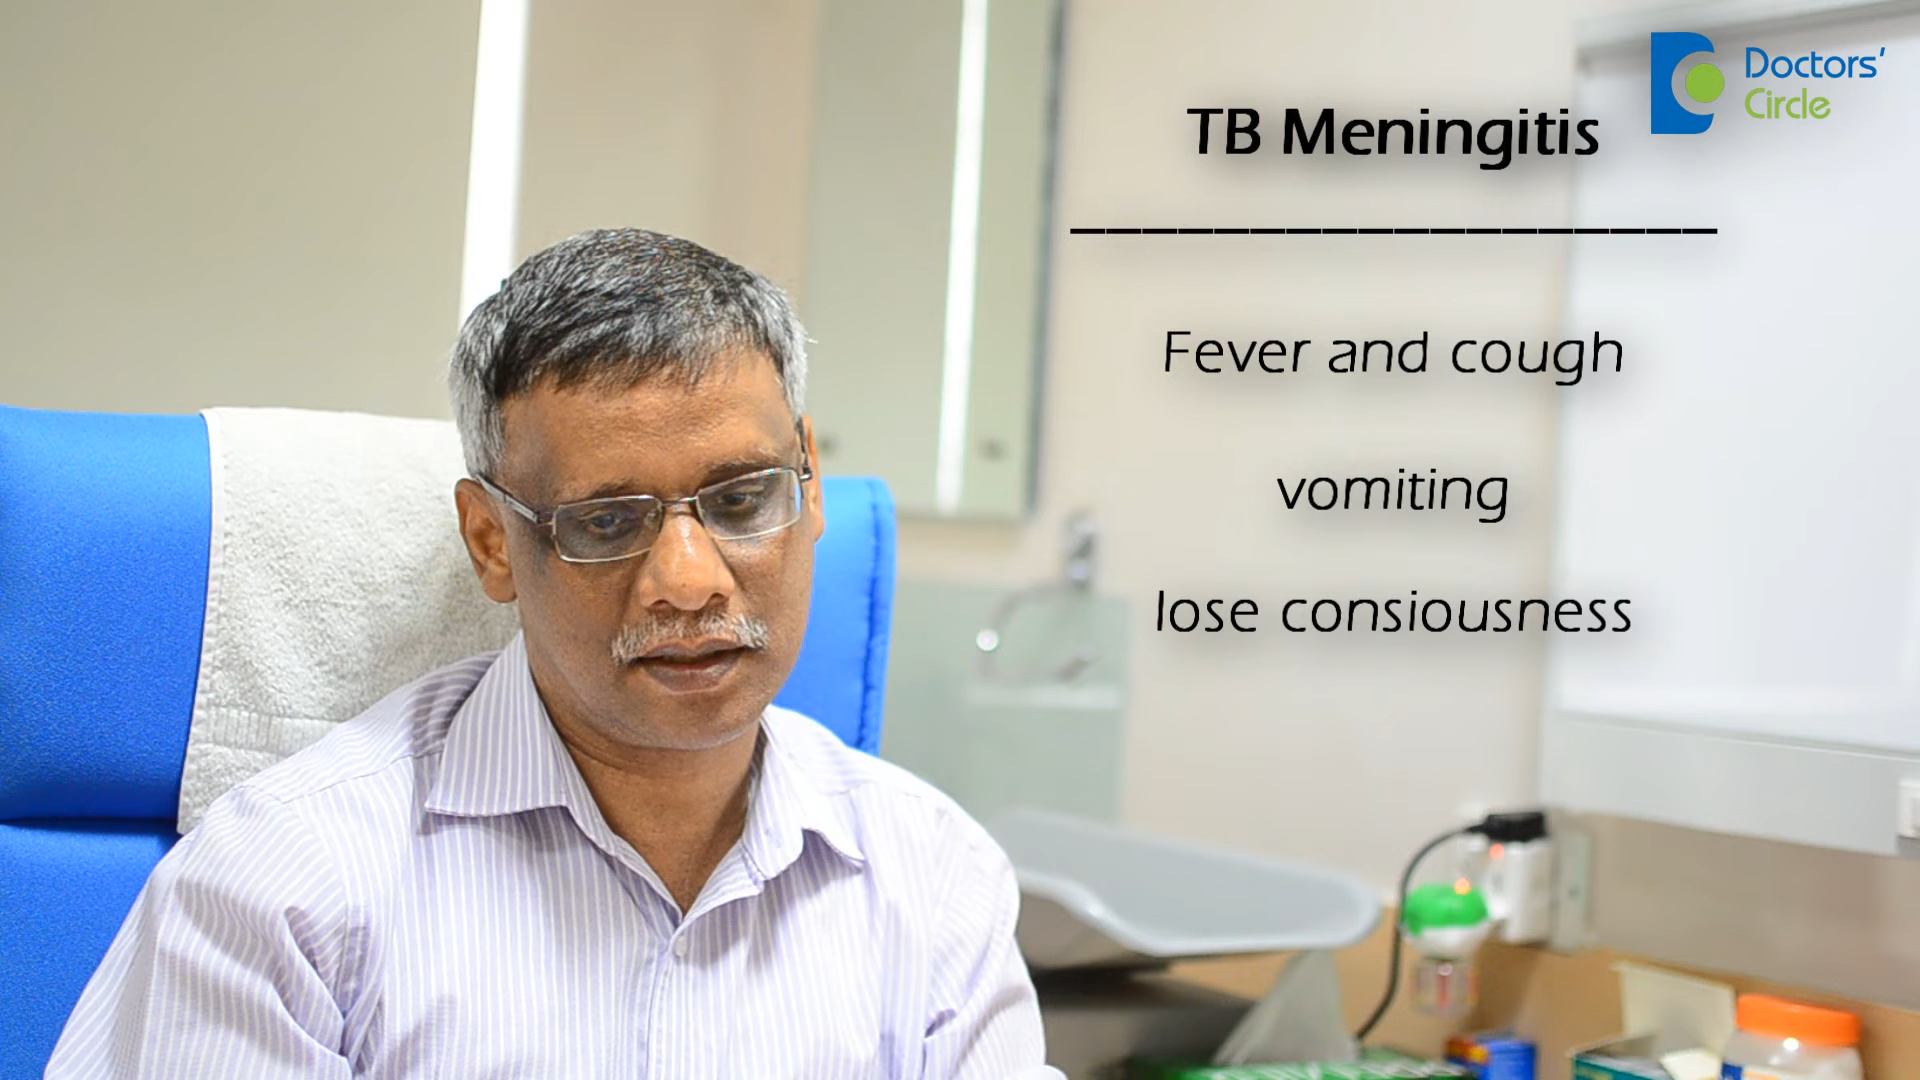 TB Meningitis
Fever and cough
vomiting
lose consiousness
Doctors'
Circle